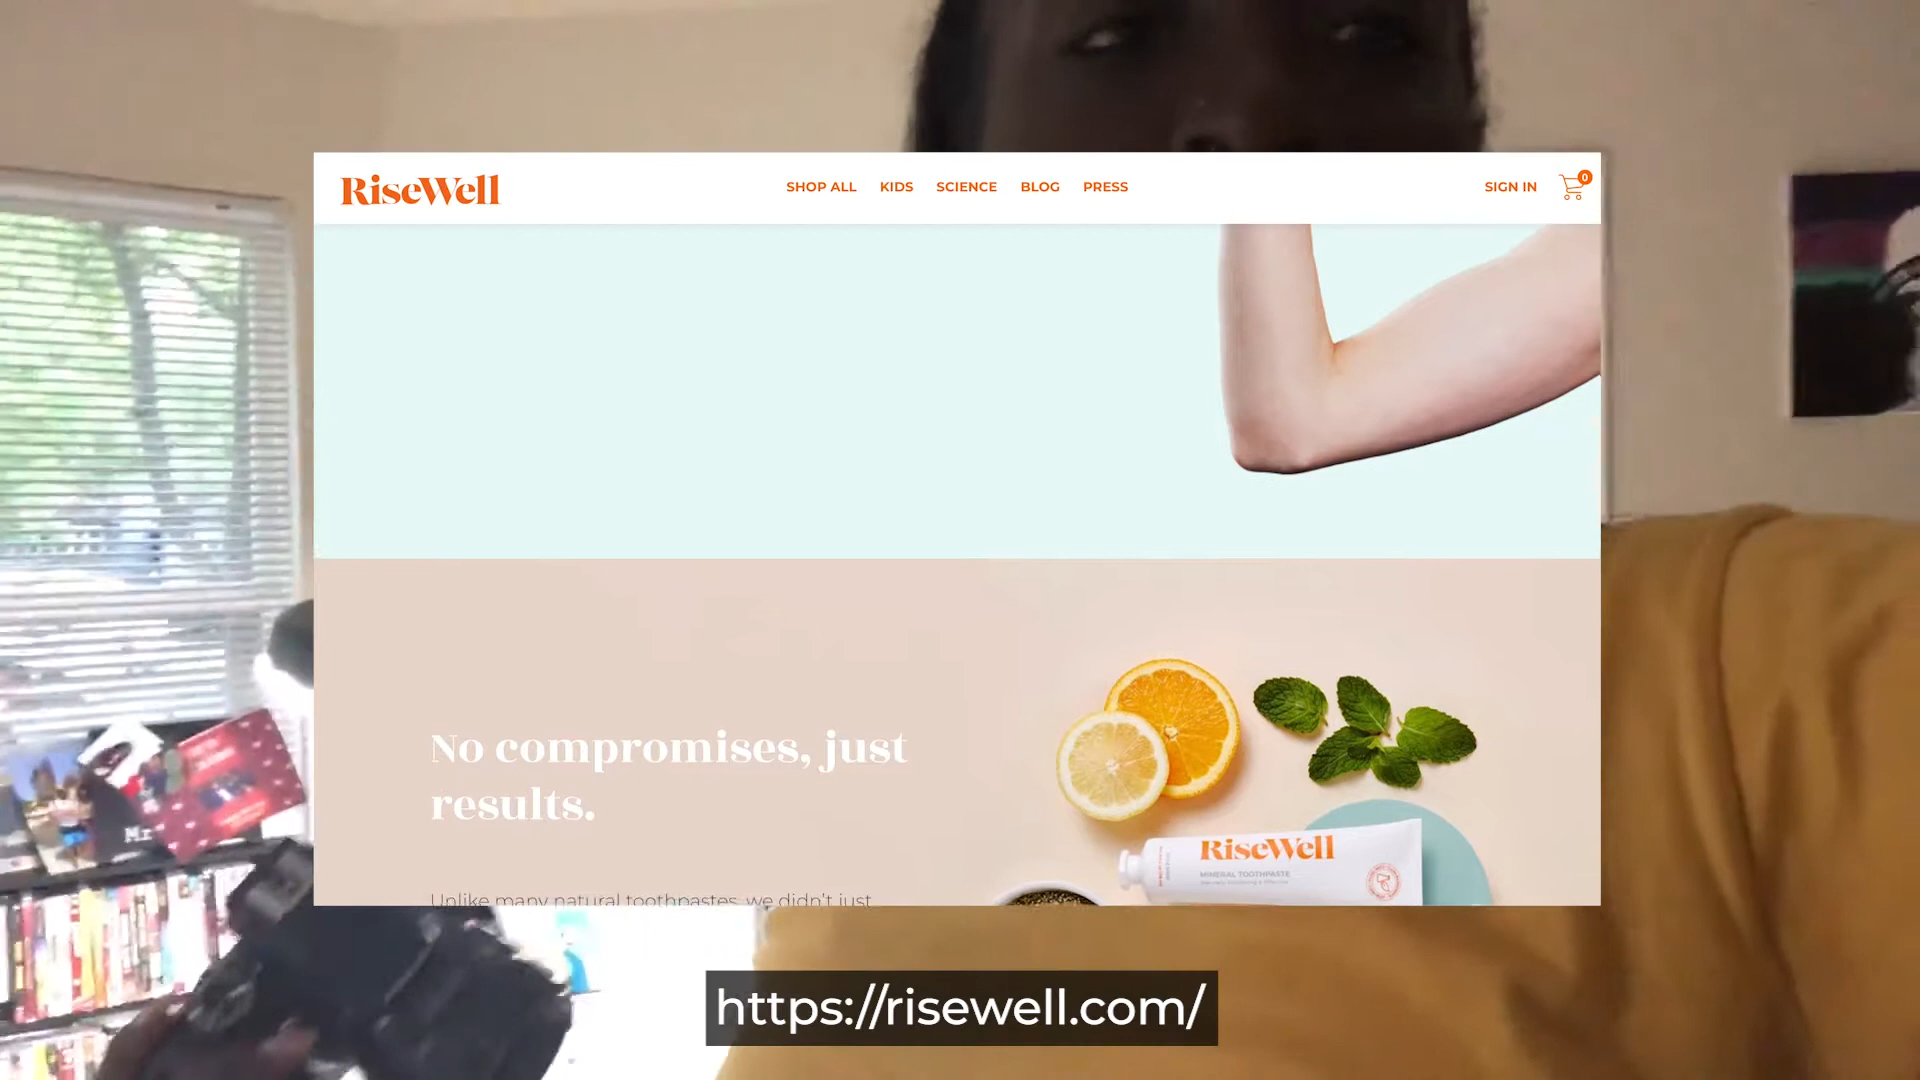 RiseWell
SHOP ALL KIDS SCIENCE BLOG PRESS
SIGN IN
0
No compromises, just
results.
RiseWell
MINERAL TOOTHPASTE
Unlike many natural toothpastes, we didn't just
https://risewell.com/